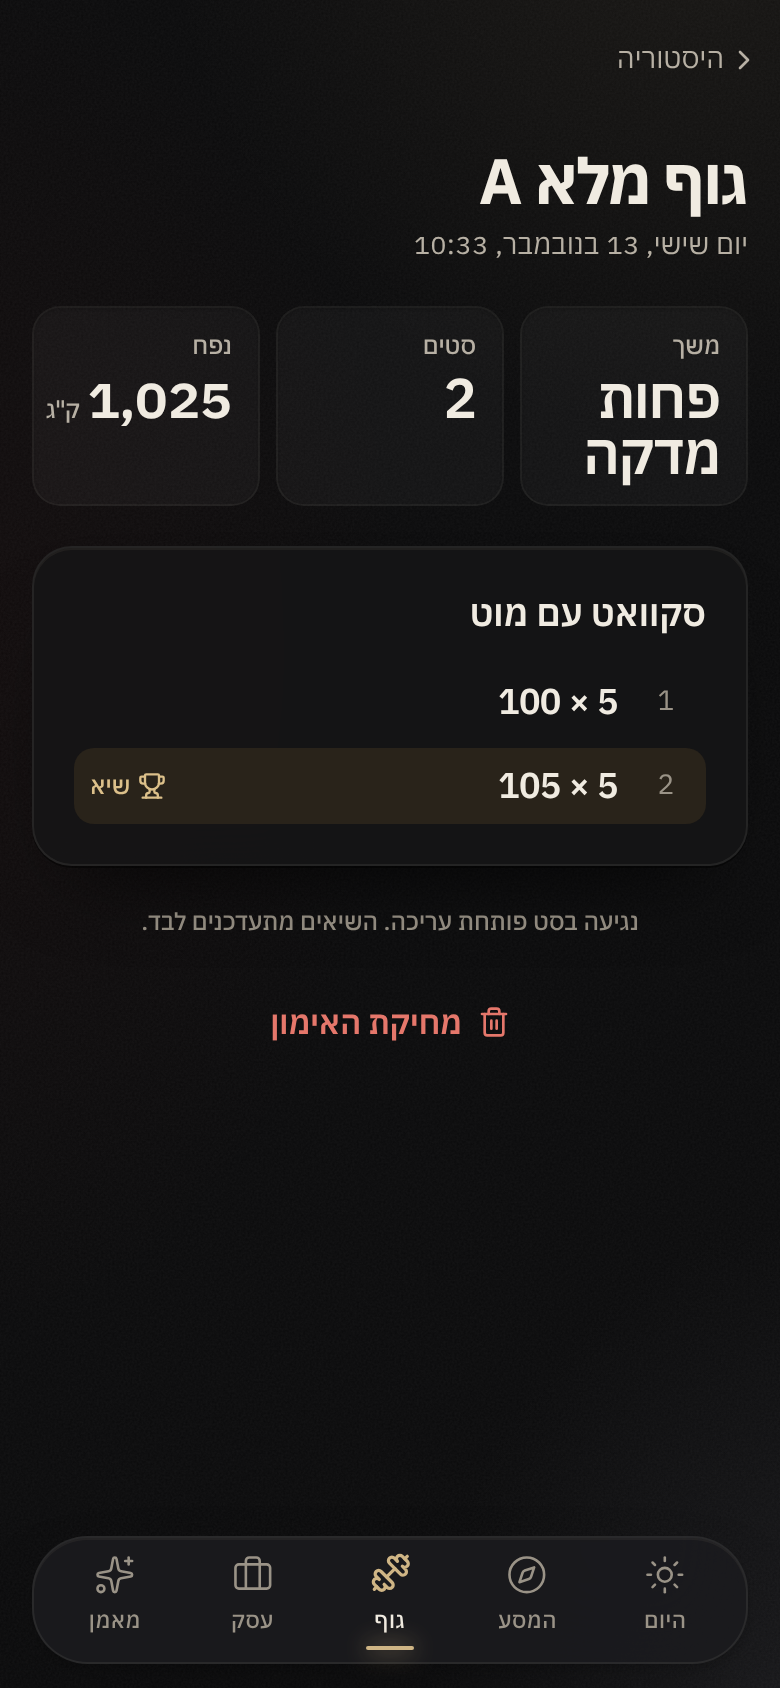 היסטוריה
גוף מלא A
יום שישי, 13 בנובמבר, 10:33
משך
פחות
מדקה
סטים
2
נפח
1,025 ק"ג
סקוואט עם מוט
1 100 × 5
2 105 × 5 שיא
נגיעה בסט פותחת עריכה. השיאים מתעדכנים לבד.
מחיקת האימון
היום
המסע
גוף
עסק
מאמן